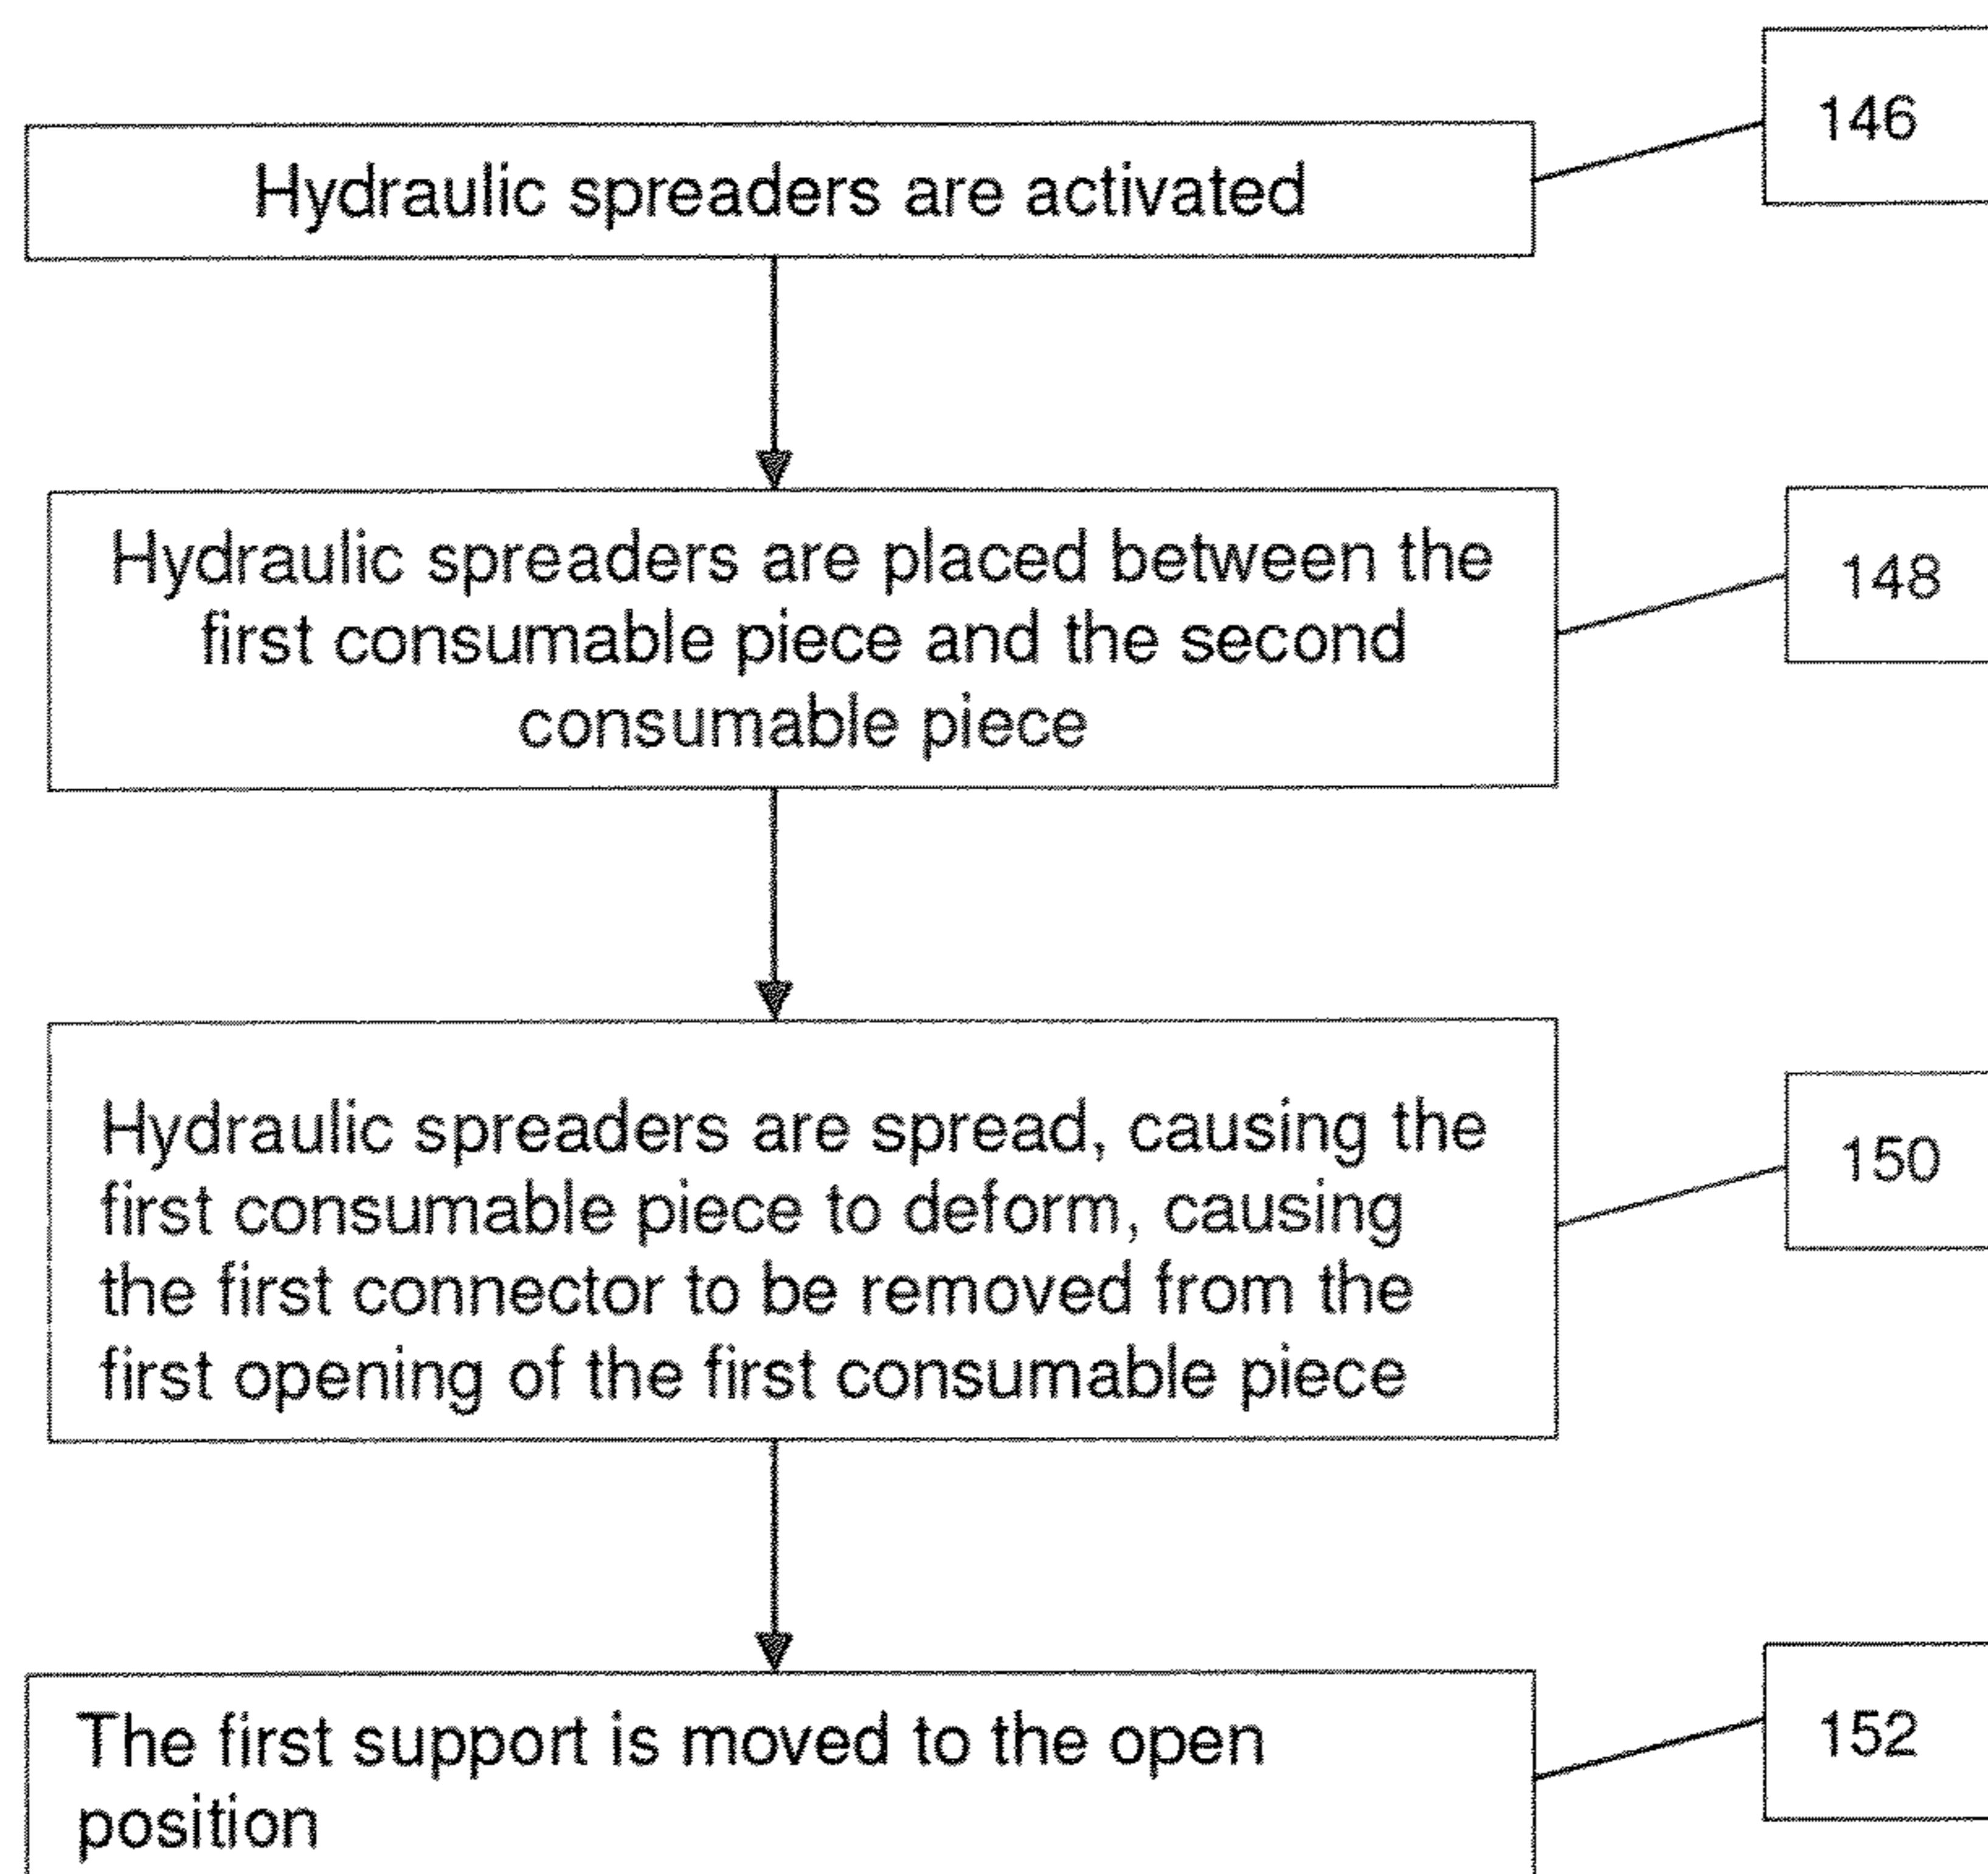 146
Hydraulic spreaders are activated
Hydraulic spreaders are placed between the
first consumable piece and the second
consumable piece
148
Hydraulic spreaders are spread, causing the
first consumable piece to deform, causing
the first connector to be removed from the
first opening of the first consumable piece
150
The first support is moved to the open
position
152